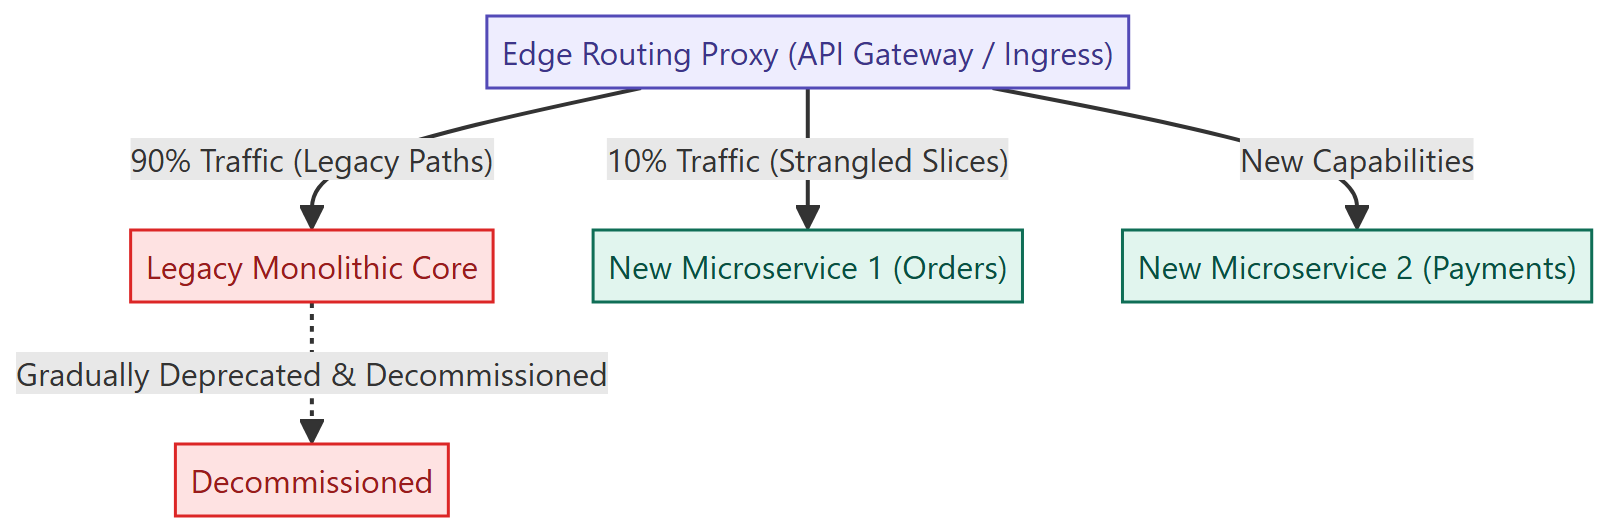 Edge Routing Proxy (API Gateway / Ingress)
90% Traffic (Legacy Paths)
10% Traffic (Strangled Slices)
New Capabilities
Legacy Monolithic Core
New Microservice 1 (Orders)
New Microservice 2 (Payments)
Gradually Deprecated & Decommissioned
Decommissioned